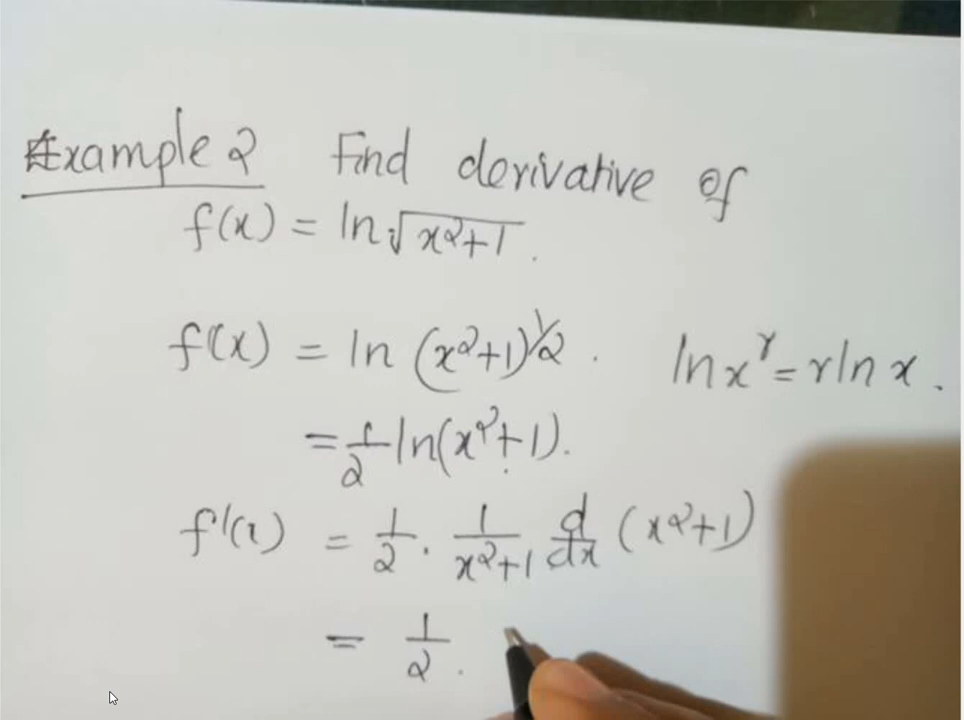 Example 2 Find derivative of
f(x) = ln√(x²+1).
f(x) = ln (x²+1)^1/2. ln x^r = r ln x.
= 1/2 ln(x²+1).
f'(x) = 1/2 · 1/(x²+1) d/dx (x²+1)
= 1/2 .